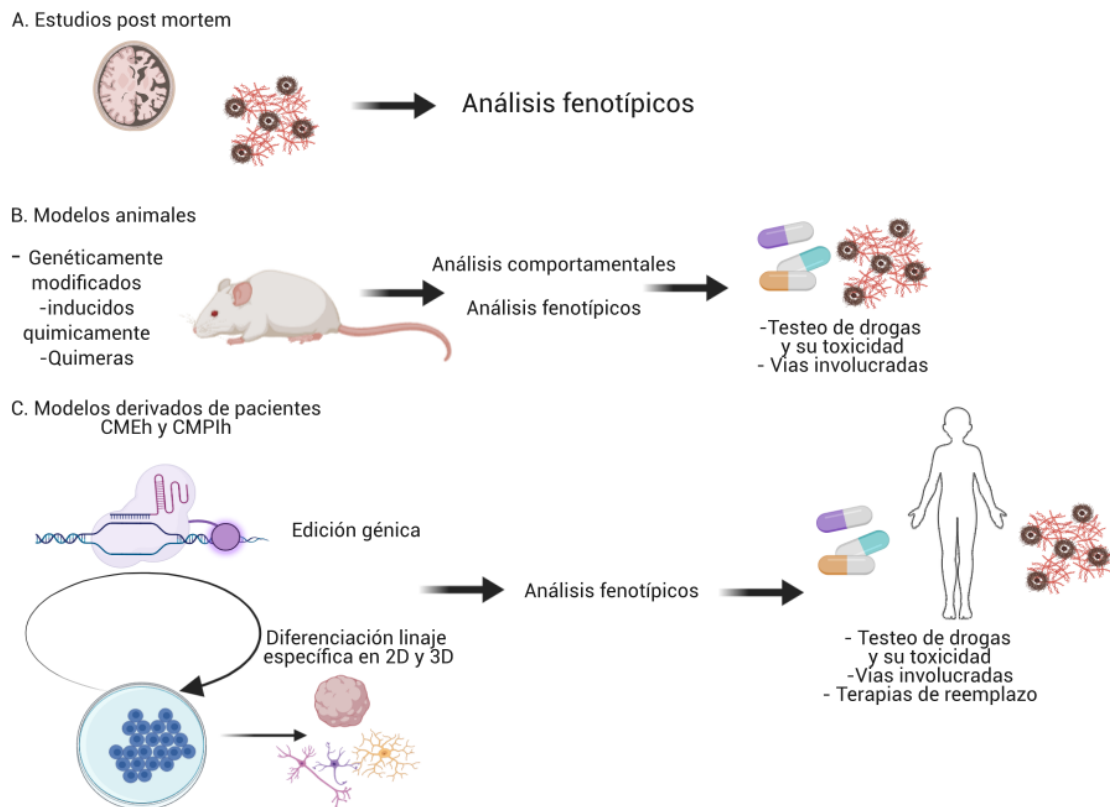 A. Estudios post mortem
Análisis fenotípicos
B. Modelos animales
- Genéticamente
modificados
-inducidos
quimicamente
-Quimeras
Análisis comportamentales
Análisis fenotípicos
-Testeo de drogas
y su toxicidad
- Vias involucradas
C. Modelos derivados de pacientes
CMEh y CMPIh
Edición génica
Análisis fenotípicos
Diferenciación linaje
específica en 2D y 3D
- Testeo de drogas
y su toxicidad
-Vias involucradas
- Terapias de reemplazo